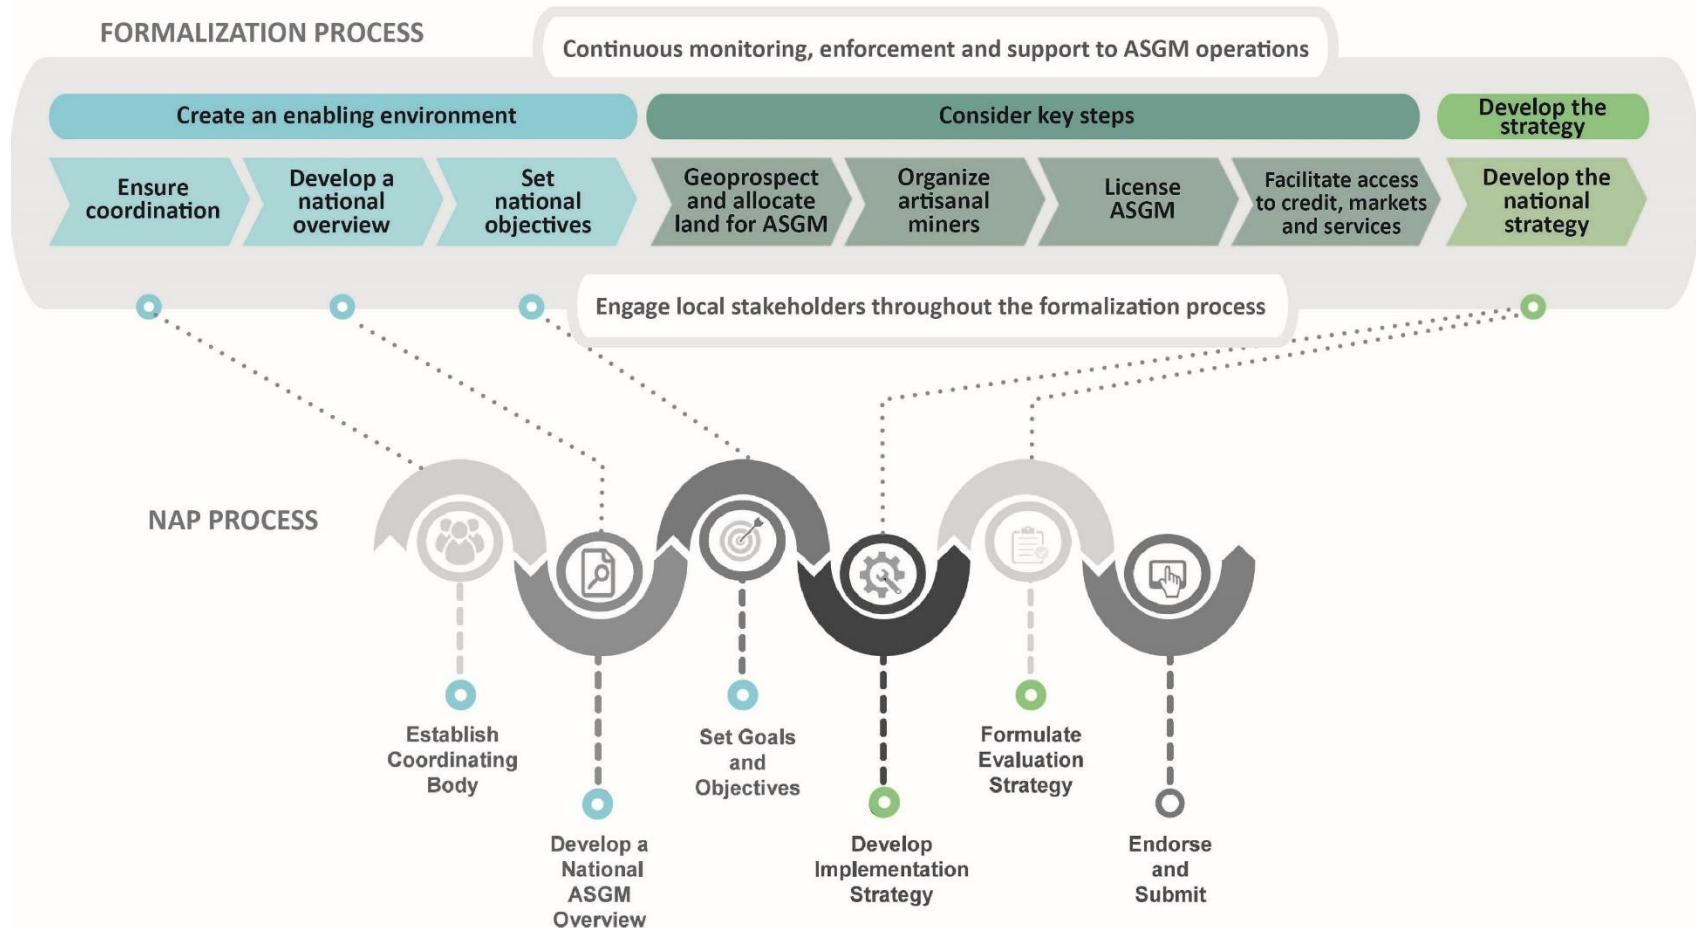 FORMALIZATION PROCESS
Continuous monitoring, enforcement and support to ASGM operations
Create an enabling environment
Consider key steps
Develop the
strategy
Ensure
coordination
Develop a
national
overview
Set
national
objectives
Geoprospect
and allocate
land for ASGM
Organize
artisanal
miners
License
ASGM
Facilitate access
to credit, markets
and services
Develop the
national
strategy
Engage local stakeholders throughout the formalization process
NAP PROCESS
Establish
Coordinating
Body
Develop a
National
ASGM
Overview
Set Goals
and
Objectives
Develop
Implementation
Strategy
Formulate
Evaluation
Strategy
Endorse
and
Submit